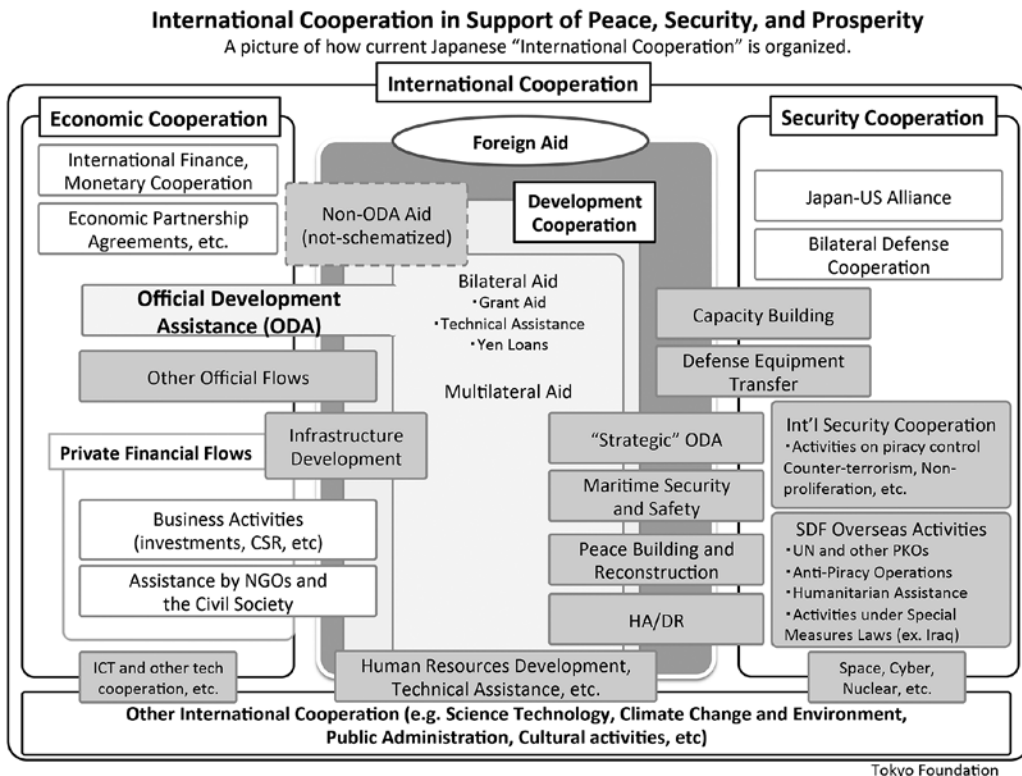 International Cooperation in Support of Peace, Security, and Prosperity
A picture of how current Japanese “International Cooperation” is organized.
International Cooperation
Economic Cooperation
International Finance,
Monetary Cooperation
Economic Partnership
Agreements, etc.
Foreign Aid
Non-ODA Aid
(not-schematized)
Development
Cooperation
Official Development
Assistance (ODA)
Other Official Flows
Bilateral Aid
・Grant Aid
・Technical Assistance
・Yen Loans
Multilateral Aid
Infrastructure
Development
Private Financial Flows
Business Activities
(investments, CSR, etc)
Assistance by NGOs and
the Civil Society
Security Cooperation
Japan-US Alliance
Bilateral Defense
Cooperation
Capacity Building
Defense Equipment
Transfer
“Strategic” ODA
Maritime Security
and Safety
Peace Building and
Reconstruction
HA/DR
Int’l Security Cooperation
・Activities on piracy control
Counter-terrorism, Non-
proliferation, etc.
SDF Overseas Activities
・UN and other PKOs
・Anti-Piracy Operations
・Humanitarian Assistance
・Activities under Special
Measures Laws (ex. Iraq)
ICT and other tech
cooperation, etc.
Human Resources Development,
Technical Assistance, etc.
Space, Cyber,
Nuclear, etc.
Other International Cooperation (e.g. Science Technology, Climate Change and Environment,
Public Administration, Cultural activities, etc)
Tokyo Foundation